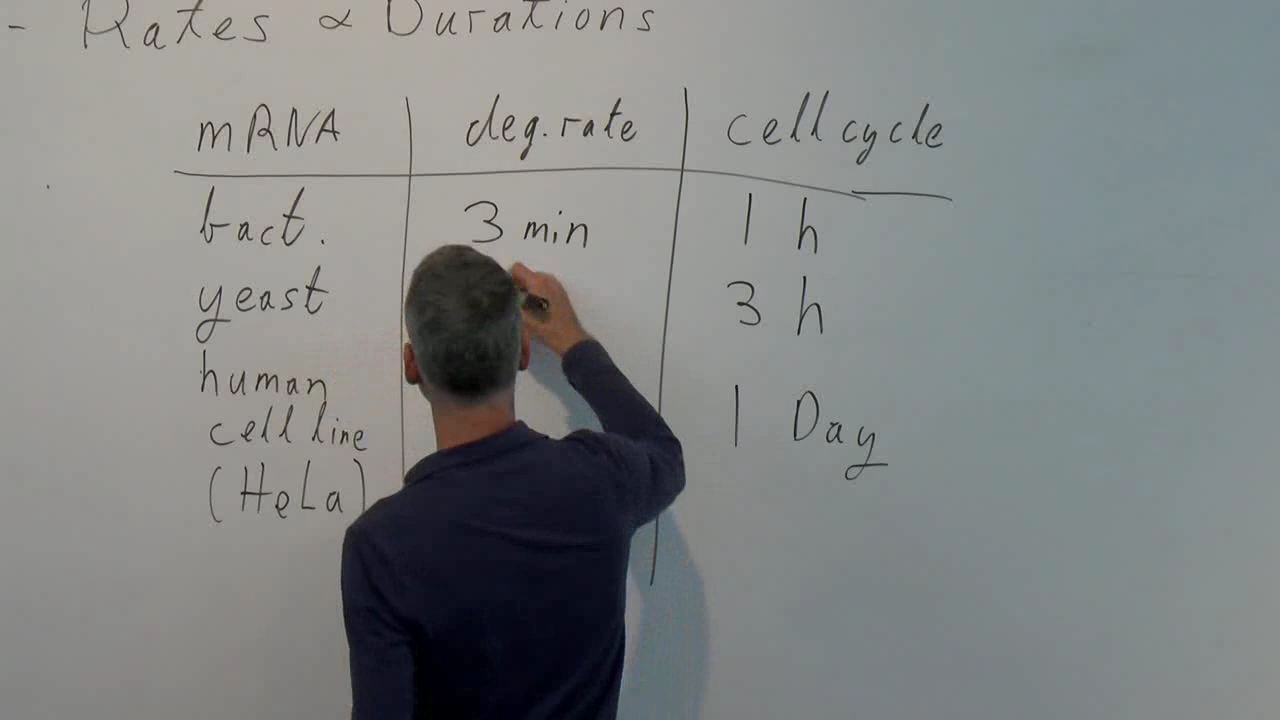 - Rates & Durations
mRNA deg. rate cell cycle
bact. 3 min 1 h
yeast 3 h
human
cell line 1 Day
(HeLa)